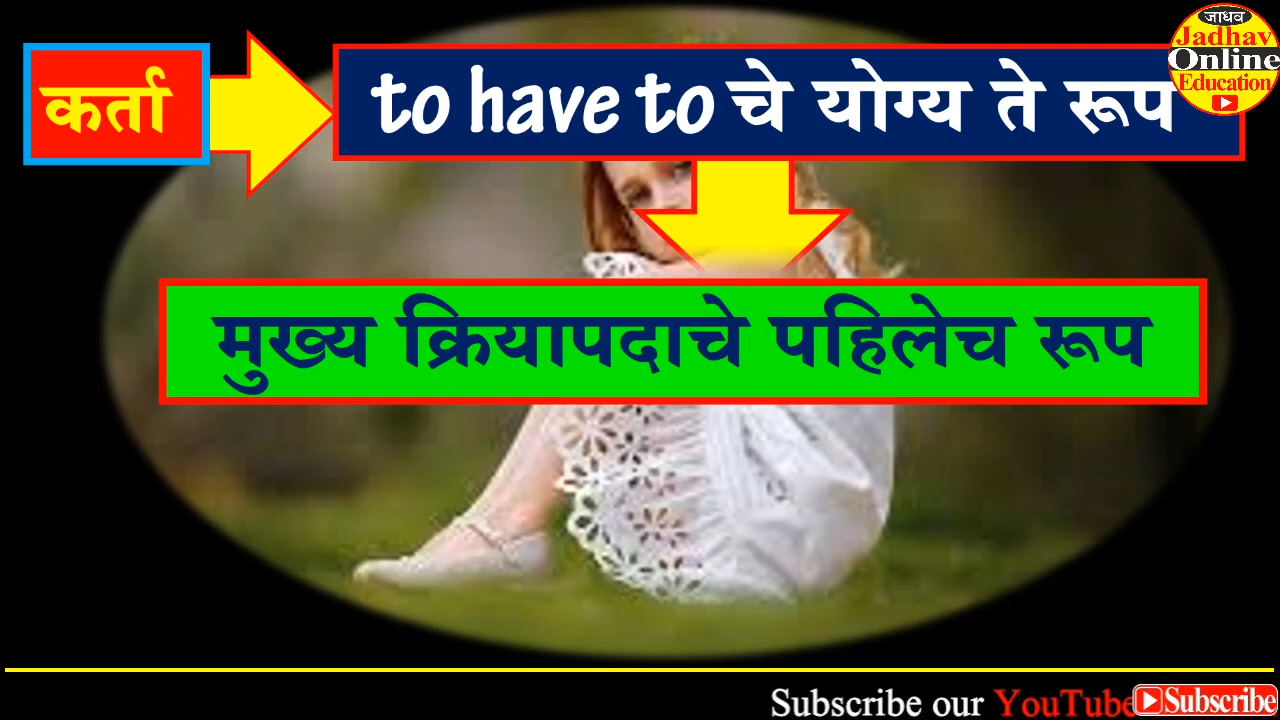 जाधव
Jadhav
Online
Education
कर्ता
to have to चे योग्य ते रूप
मुख्य क्रियापदाचे पहिलेच रूप
Subscribe our YouTube
Subscribe